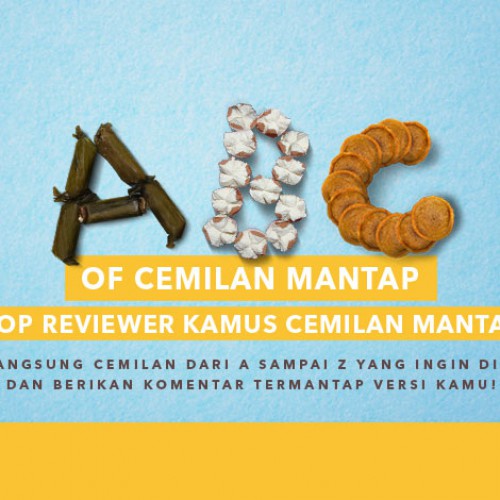 ABC
OF CEMILAN MANTAP
OP REVIEWER KAMUS CEMILAN MANTA
ANGSUNG CEMILAN DARI A SAMPAI Z YANG INGIN DI
DAN BERIKAN KOMENTAR TERMANTAP VERSI KAMU!